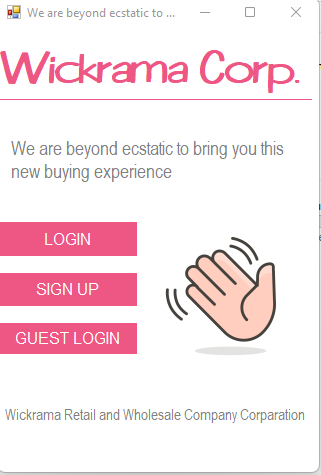 We are beyond ecstatic to ...
Wickrama Corp.
We are beyond ecstatic to bring you this
new buying experience
LOGIN
SIGN UP
GUEST LOGIN
Wickrama Retail and Wholesale Company Corparation